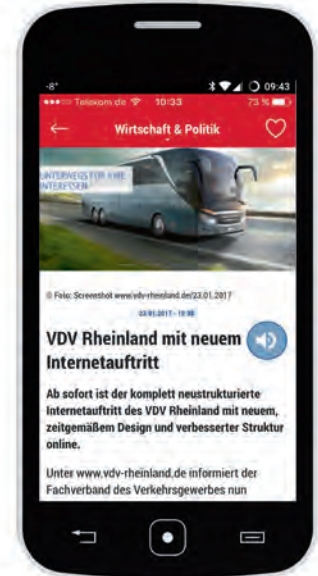 -8° 09:43
Telekom.de 10:33 73 %
Wirtschaft & Politik
UNTERWEGS FÜR IHRE
INTERESSEN
© Foto: Screenshot www.vdv-rheinland.de/23.01.2017
23.01.2017 - 10:98
VDV Rheinland mit neuem
Internetauftritt
Ab sofort ist der komplett neustrukturierte
Internetauftritt des VDV Rheinland mit neuem,
zeitgemäßem Design und verbesserter Struktur
online.
Unter www.vdv-rheinland.de informiert der
Fachverband des Verkehrsgewerbes nun